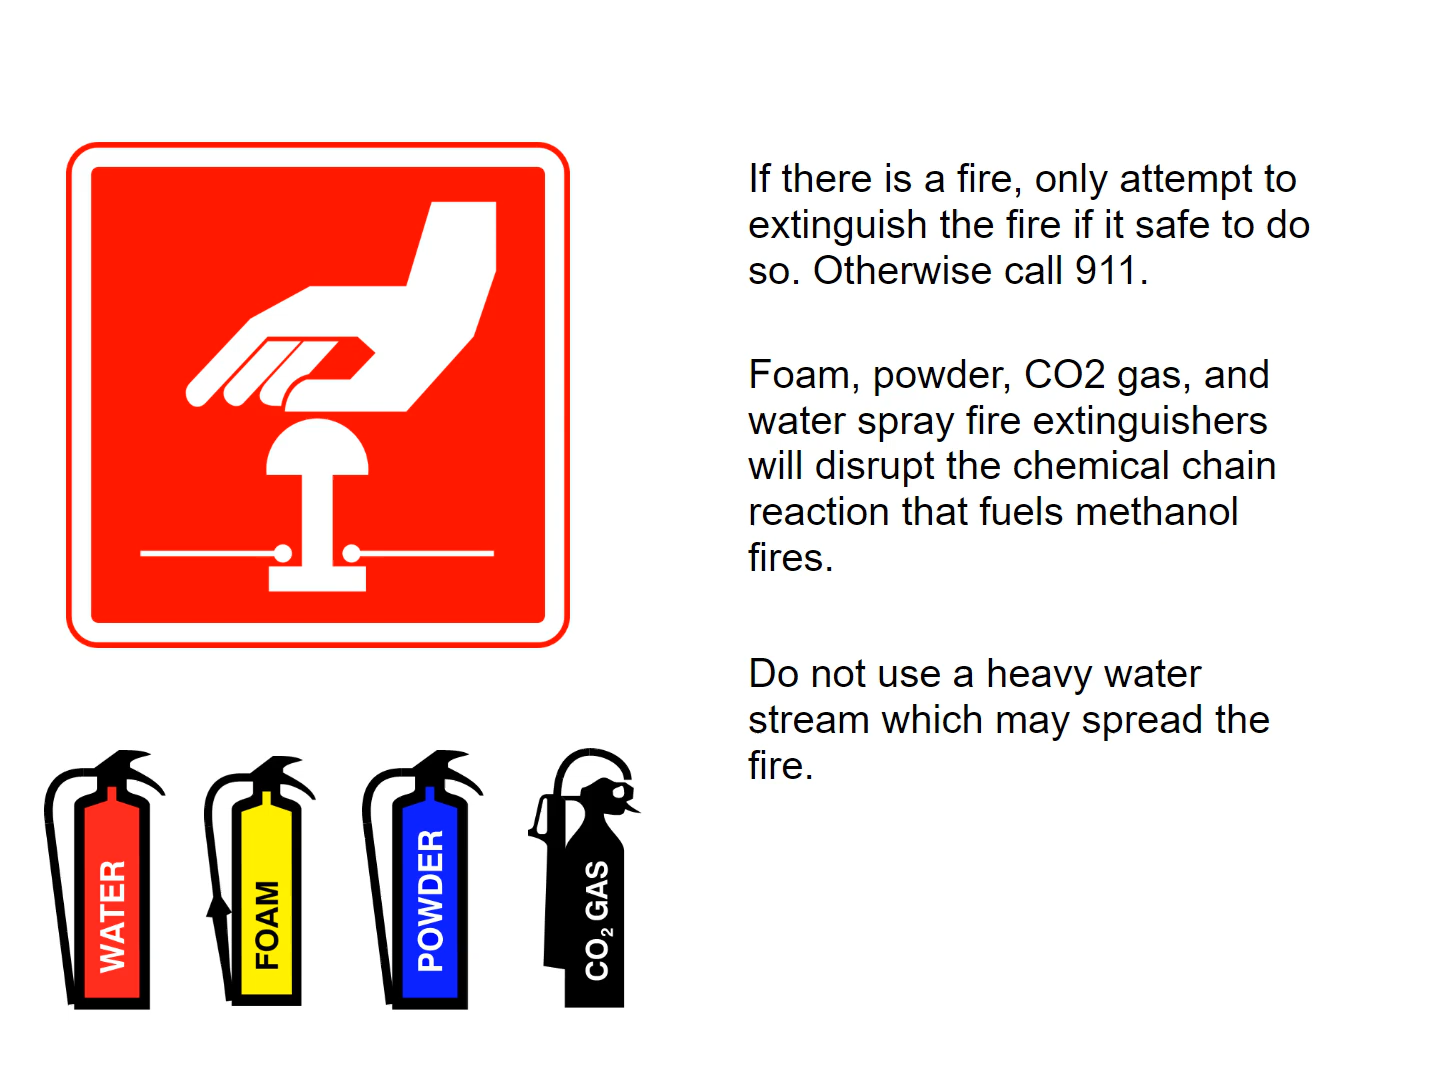 If there is a fire, only attempt to
extinguish the fire if it safe to do
so. Otherwise call 911.
Foam, powder, CO2 gas, and
water spray fire extinguishers
will disrupt the chemical chain
reaction that fuels methanol
fires.
Do not use a heavy water
stream which may spread the
fire.
WATER
FOAM
POWDER
CO₂ GAS